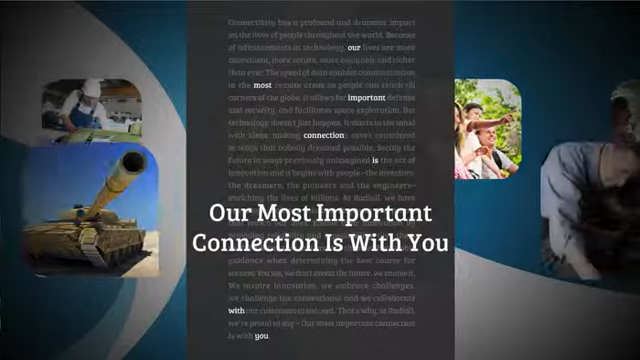 Connectivity has a profound and dramatic impact
on the lives of people throughout the world. Because
of advancements in technology, our lives are more
convenient, more secure, more enjoyable and richer
than ever. The speed of data enables communication
in the most remote areas so people can reach all
corners of the globe. It allows for important defense
and security, and facilitates space exploration. But
technology doesn't just happen. It starts in the mind
with ideas; making connections never considered
in ways that nobody dreamed possible. Seeing the
future in ways previously unimagined is the act of
innovation and it begins with people - the inventors,
the dreamers, the pioneers and the engineers-
enriching the lives of billions. At Radiall, we have
Our Most Important
Connection Is With You
guidance when determining the best course for
success. You see, we don't invent the future, we enable it.
We inspire innovation, we embrace challenges,
we challenge the conventional and we collaborate
with our customers to succeed. That's why, at Radiall,
we're proud to say - Our most important connection
is with you.